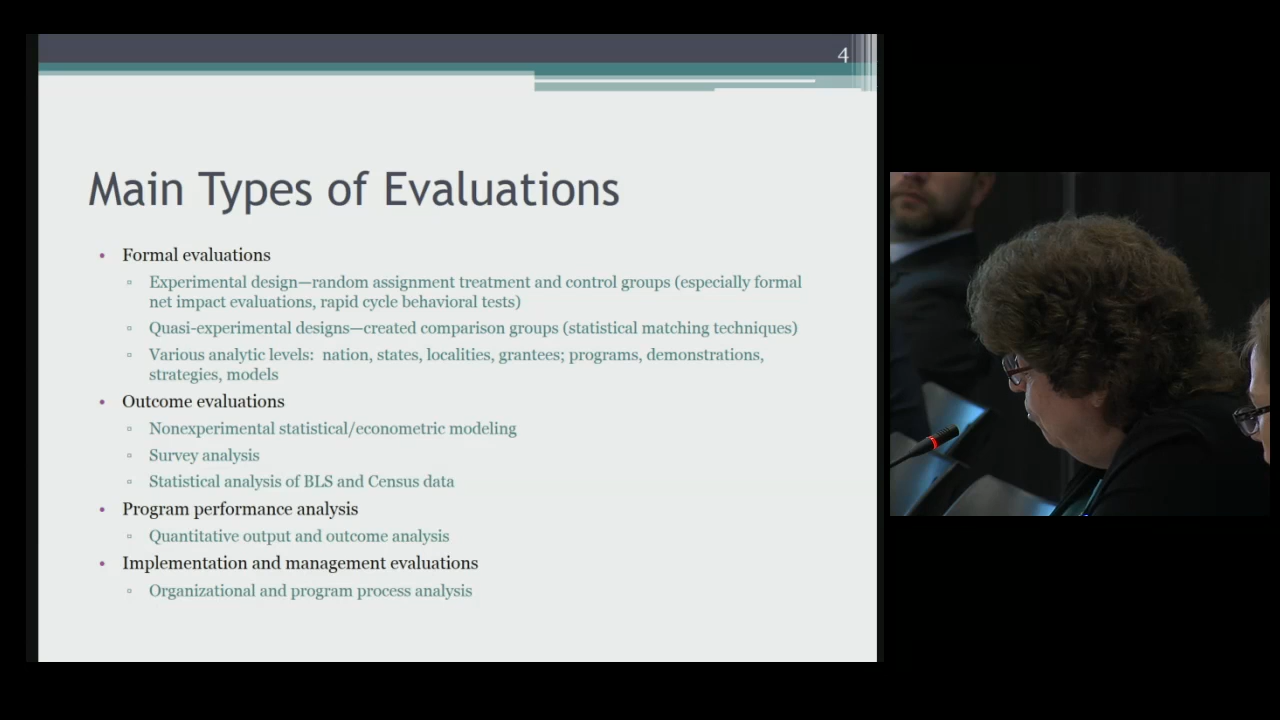 4
Main Types of Evaluations
• Formal evaluations
▫ Experimental design—random assignment treatment and control groups (especially formal
net impact evaluations, rapid cycle behavioral tests)
▫ Quasi-experimental designs—created comparison groups (statistical matching techniques)
▫ Various analytic levels: nation, states, localities, grantees; programs, demonstrations,
strategies, models
• Outcome evaluations
▫ Nonexperimental statistical/econometric modeling
▫ Survey analysis
▫ Statistical analysis of BLS and Census data
• Program performance analysis
▫ Quantitative output and outcome analysis
• Implementation and management evaluations
▫ Organizational and program process analysis